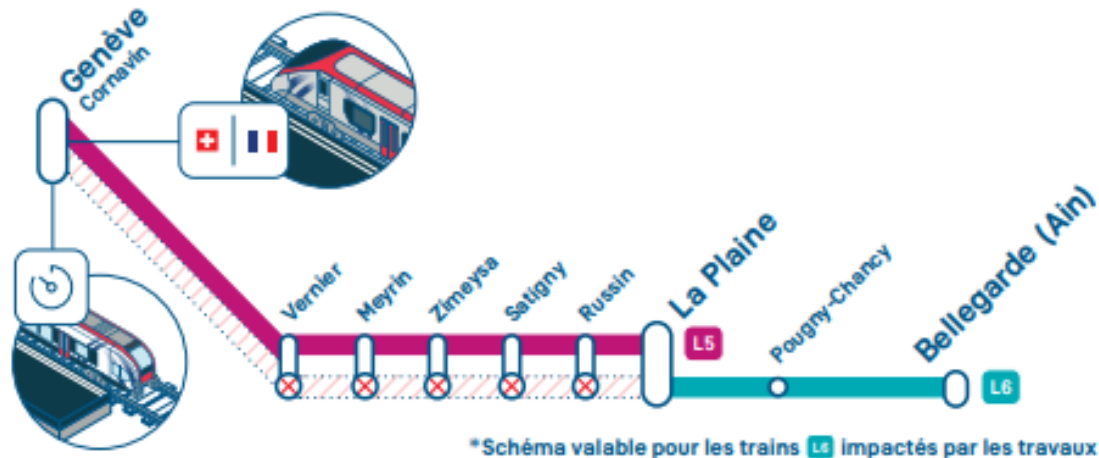 Genève
Cornavin
Vernier
Meyrin
Zimeysa
Satigny
Russin
La Plaine
L5
Pougny-Chancy
Bellegarde (Ain)
L6
*Schéma valable pour les trains L6 impactés par les travaux